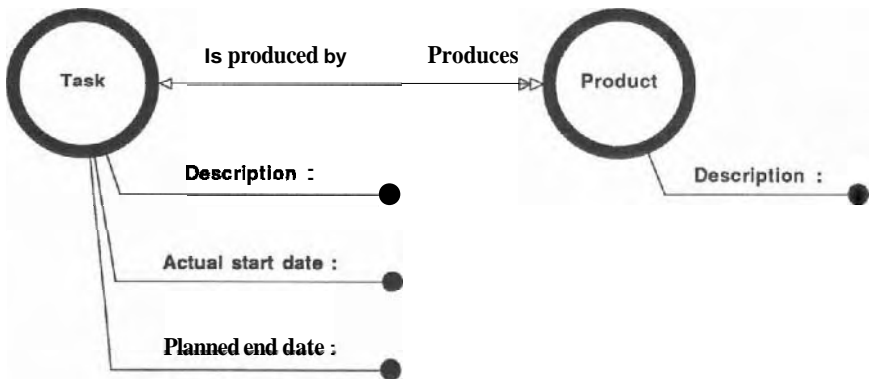 Is produced by Produces
Task
Product
Description :
Description :
Actual start date :
Planned end date :